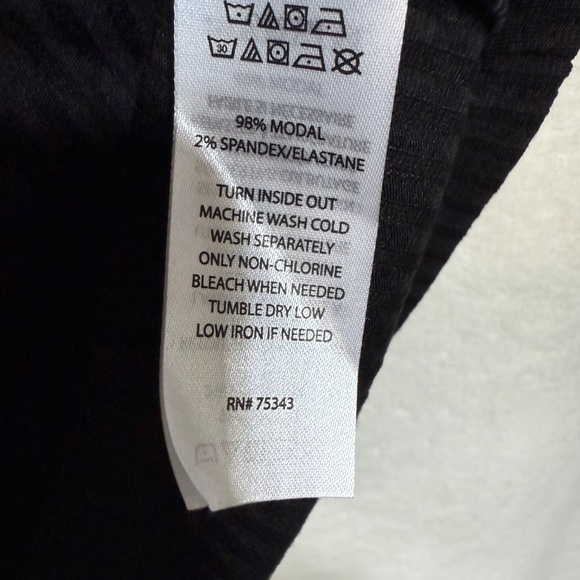 30
98% MODAL
2% SPANDEX/ELASTANE
TURN INSIDE OUT
MACHINE WASH COLD
WASH SEPARATELY
ONLY NON-CHLORINE
BLEACH WHEN NEEDED
TUMBLE DRY LOW
LOW IRON IF NEEDED
RN# 75343